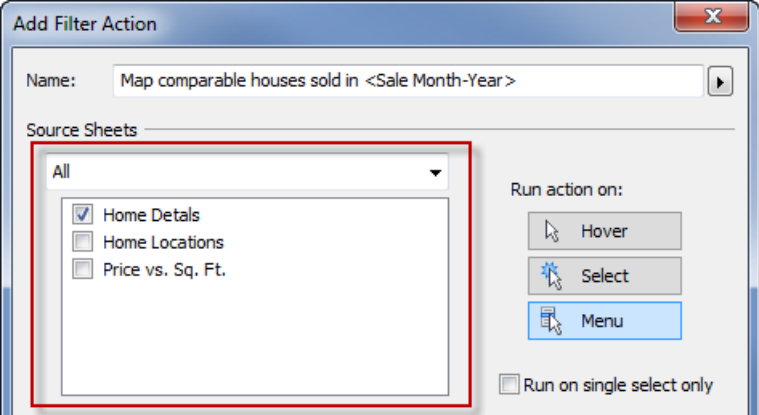 Add Filter Action
Name: Map comparable houses sold in <Sale Month-Year>
Source Sheets
All
Home Detals
Home Locations
Price vs. Sq. Ft.
Run action on:
Hover
Select
Menu
Run on single select only